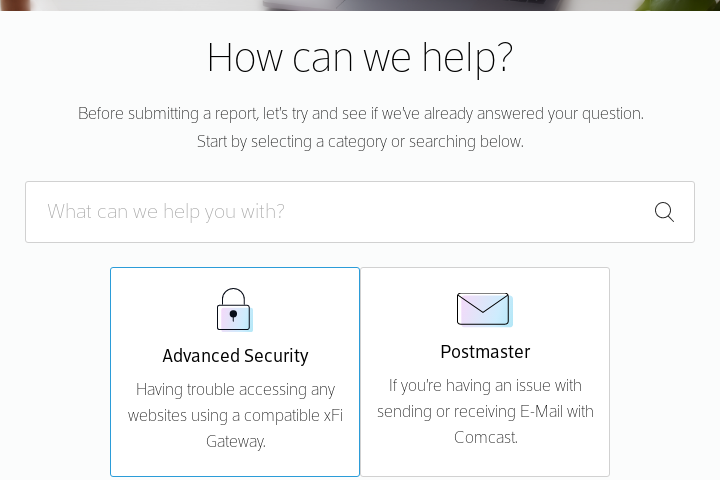 How can we help?
Before submitting a report, let's try and see if we've already answered your question.
Start by selecting a category or searching below.
What can we help you with?
Advanced Security
Having trouble accessing any
websites using a compatible xFi
Gateway.
Postmaster
If you're having an issue with
sending or receiving E-Mail with
Comcast.